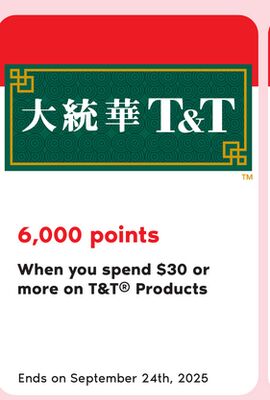 大統華 T&T
TM
6,000 points
When you spend $30 or
more on T&T® Products
Ends on September 24th, 2025